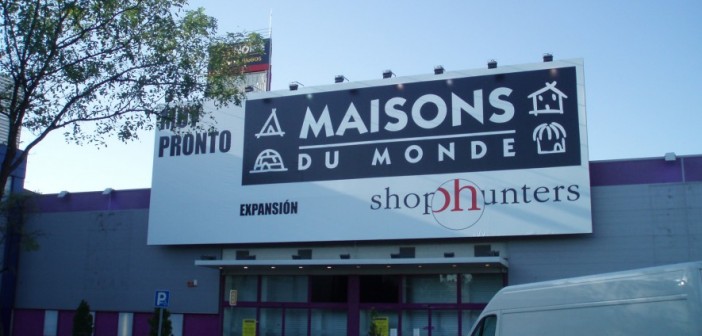 MUY
PRONTO
MAISONS
DU MONDE
EXPANSIÓN
shophunters
P